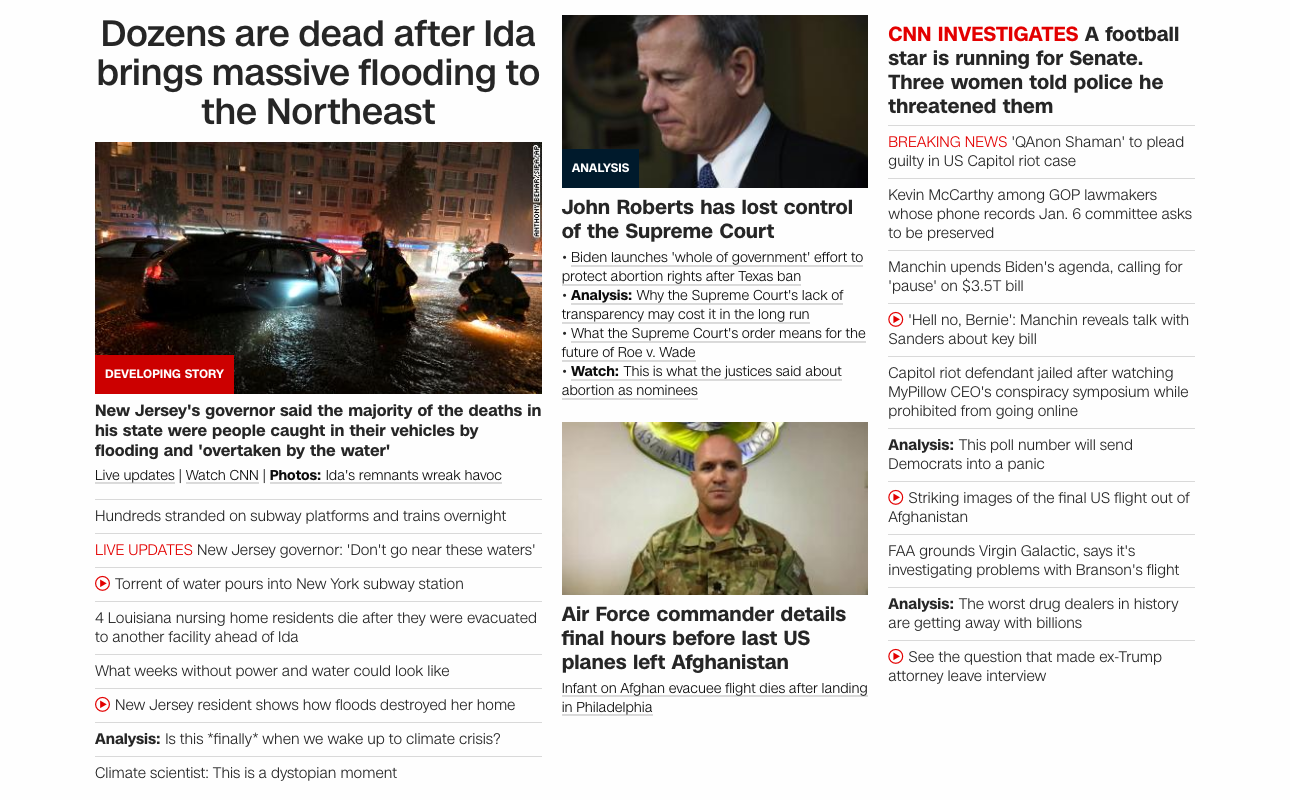 Dozens are dead after Ida
brings massive flooding to
the Northeast
ANTHONY BEHAR/SIPA/AP
DEVELOPING STORY
New Jersey's governor said the majority of the deaths in
his state were people caught in their vehicles by
flooding and 'overtaken by the water'
Live updates | Watch CNN | Photos: Ida's remnants wreak havoc
Hundreds stranded on subway platforms and trains overnight
LIVE UPDATES New Jersey governor: 'Don't go near these waters'
Torrent of water pours into New York subway station
4 Louisiana nursing home residents die after they were evacuated
to another facility ahead of Ida
What weeks without power and water could look like
New Jersey resident shows how floods destroyed her home
Analysis: Is this *finally* when we wake up to climate crisis?
Climate scientist: This is a dystopian moment
ANALYSIS
John Roberts has lost control
of the Supreme Court
• Biden launches 'whole of government' effort to
protect abortion rights after Texas ban
• Analysis: Why the Supreme Court's lack of
transparency may cost it in the long run
• What the Supreme Court's order means for the
future of Roe v. Wade
• Watch: This is what the justices said about
abortion as nominees
Air Force commander details
final hours before last US
planes left Afghanistan
Infant on Afghan evacuee flight dies after landing
in Philadelphia
CNN INVESTIGATES A football
star is running for Senate.
Three women told police he
threatened them
BREAKING NEWS 'QAnon Shaman' to plead
guilty in US Capitol riot case
Kevin McCarthy among GOP lawmakers
whose phone records Jan. 6 committee asks
to be preserved
Manchin upends Biden's agenda, calling for
'pause' on $3.5T bill
'Hell no, Bernie': Manchin reveals talk with
Sanders about key bill
Capitol riot defendant jailed after watching
MyPillow CEO's conspiracy symposium while
prohibited from going online
Analysis: This poll number will send
Democrats into a panic
Striking images of the final US flight out of
Afghanistan
FAA grounds Virgin Galactic, says it's
investigating problems with Branson's flight
Analysis: The worst drug dealers in history
are getting away with billions
See the question that made ex-Trump
attorney leave interview